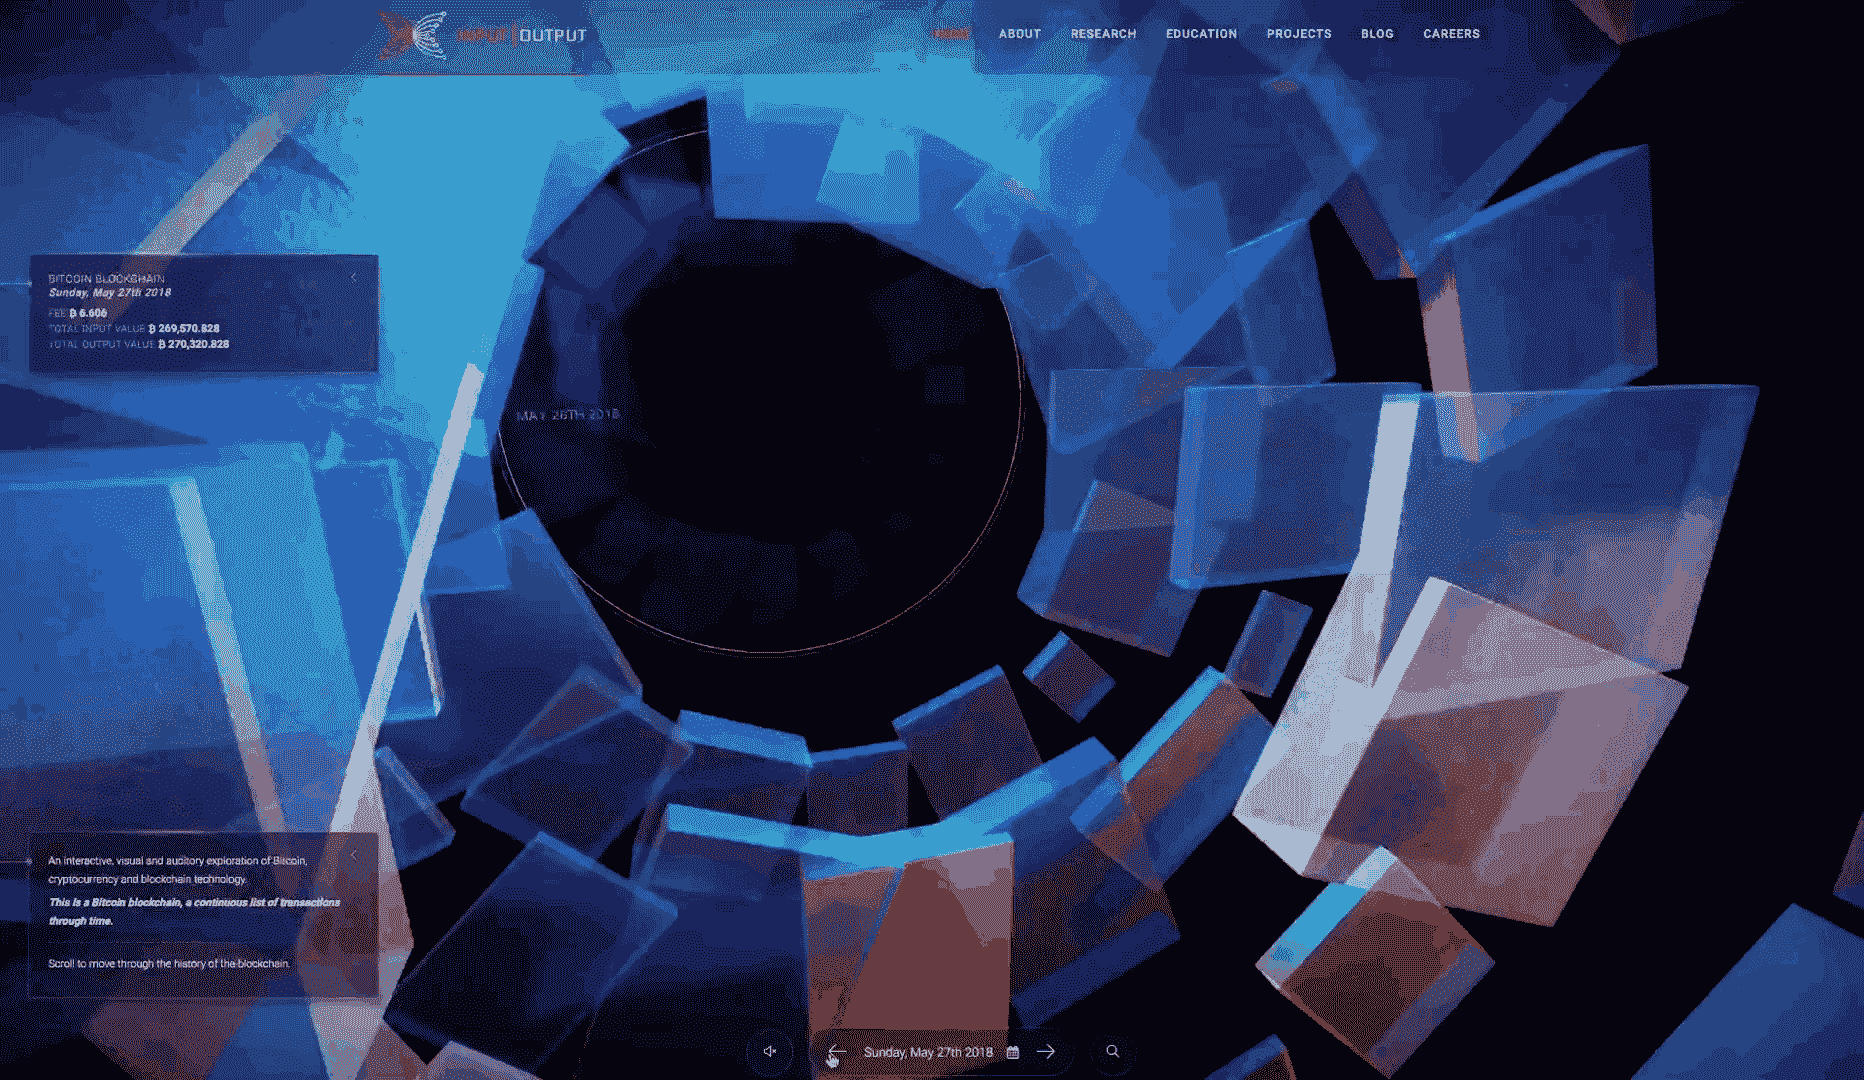 INPUT OUTPUT
ABOUT
RESEARCH
EDUCATION
PROJECTS
BLOG
CAREERS
BITCOIN BLOCKCHAIN
Sunday, May 27th 2018
FEE ₿ 6.606
TOTAL INPUT VALUE ₿ 269,570.828
TOTAL OUTPUT VALUE ₿ 270,320.828
MAY 26TH 2018
An interactive, visual and auditory exploration of Bitcoin,
cryptocurrency and blockchain technology.
This is a Bitcoin blockchain, a continuous list of transactions
through time.
Scroll to move through the history of the blockchain.
Sunday, May 27th 2018